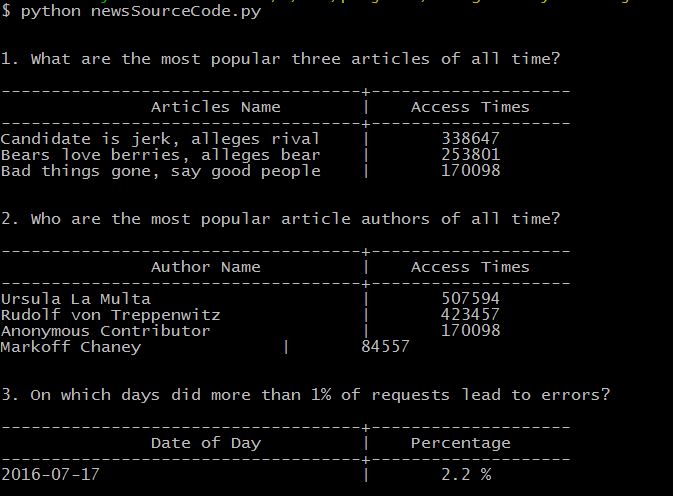 $ python newsSourceCode.py
1. What are the most popular three articles of all time?
------------------------------------+--------------------
               Articles Name        |    Access Times
------------------------------------+--------------------
Candidate is jerk, alleges rival    |       338647
Bears love berries, alleges bear    |       253801
Bad things gone, say good people    |       170098
2. Who are the most popular article authors of all time?
------------------------------------+--------------------
               Author Name          |    Access Times
------------------------------------+--------------------
Ursula La Multa                     |       507594
Rudolf von Treppenwitz              |       423457
Anonymous Contributor               |       170098
Markoff Chaney              |       84557
3. On which days did more than 1% of requests lead to errors?
------------------------------------+--------------------
               Date of Day          |    Percentage
------------------------------------+--------------------
2016-07-17                          |       2.2 %